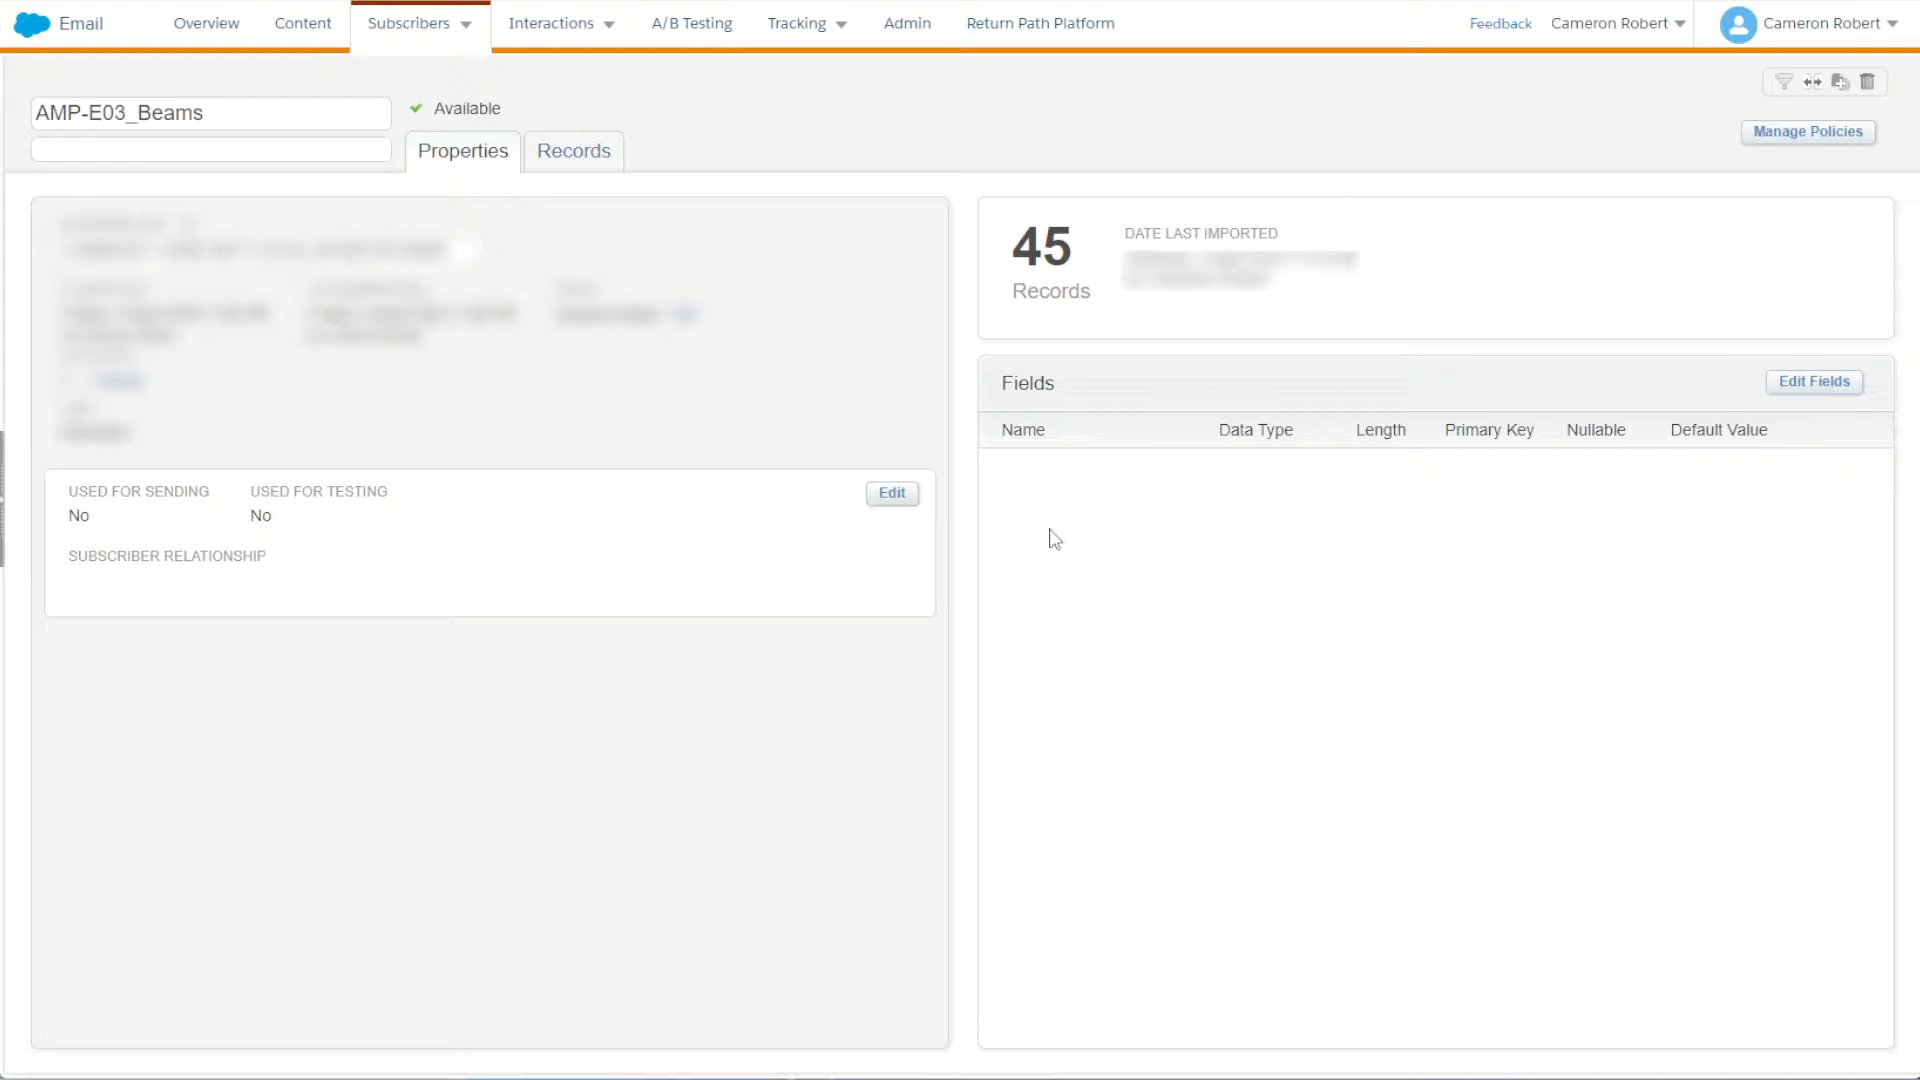 Email
Overview
Content
Subscribers
Interactions
A/B Testing
Tracking
Admin
Return Path Platform
Feedback
Cameron Robert
Cameron Robert
AMP-E03_Beams
Available
Properties
Records
Manage Policies
USED FOR SENDING
No
USED FOR TESTING
No
Edit
SUBSCRIBER RELATIONSHIP
45
Records
DATE LAST IMPORTED
Fields
Edit Fields
Name
Data Type
Length
Primary Key
Nullable
Default Value